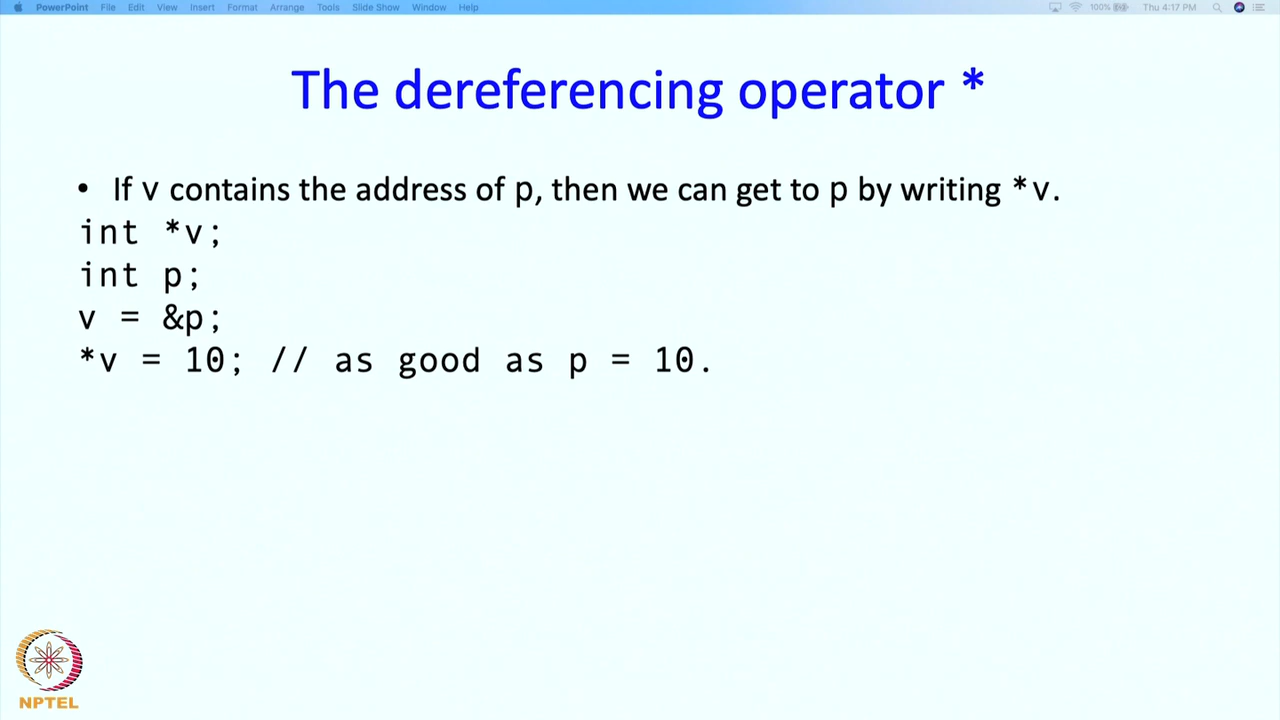 PowerPoint File Edit View Insert Format Arrange Tools Slide Show Window Help 100% Thu 4:17 PM
The dereferencing operator *
• If v contains the address of p, then we can get to p by writing *v.
int *v;
int p;
v = &p;
*v = 10; // as good as p = 10.
NPTEL